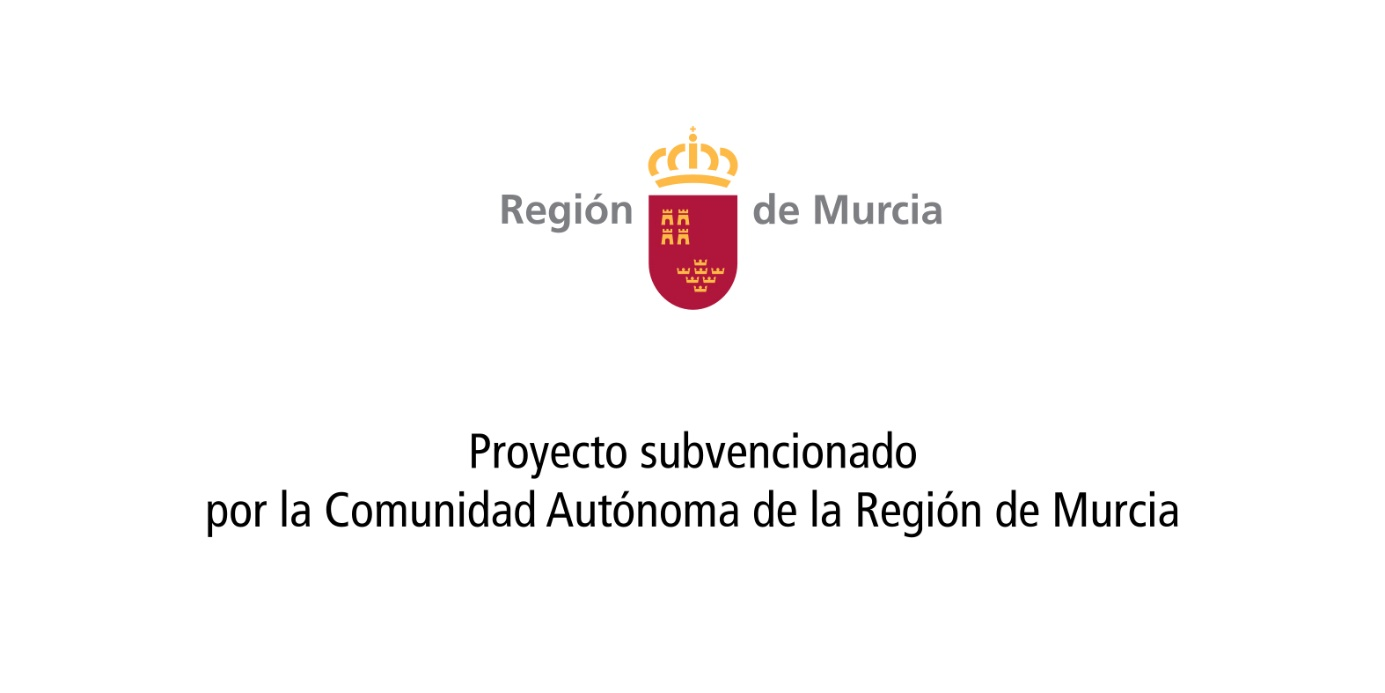 Región de Murcia
Proyecto subvencionado
por la Comunidad Autónoma de la Región de Murcia